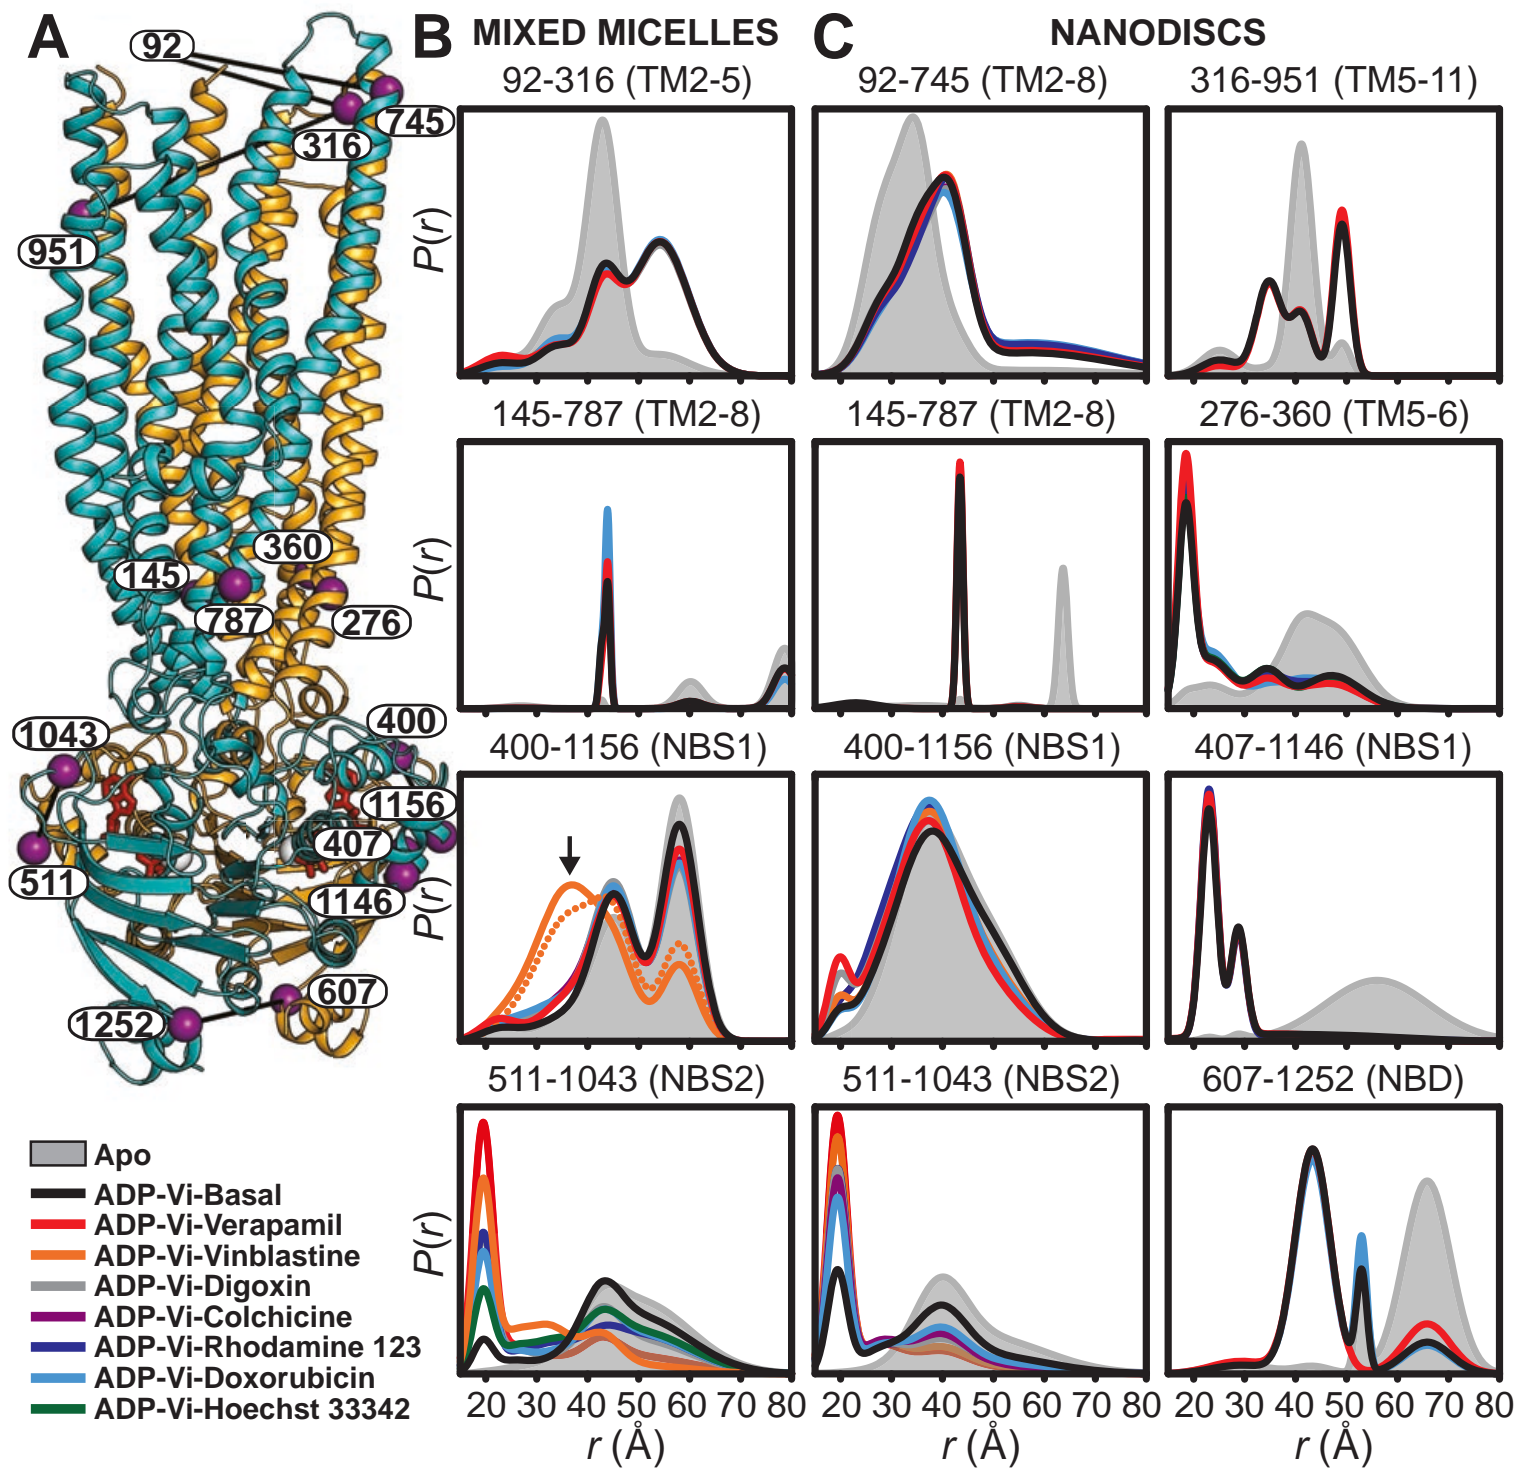 A
B MIXED MICELLES
C NANODISCS
92
745
316
951
360
145
787
276
1043
400
1156
407
511
1146
607
1252
92-316 (TM2-5)
92-745 (TM2-8)
316-951 (TM5-11)
P(r)
145-787 (TM2-8)
145-787 (TM2-8)
276-360 (TM5-6)
P(r)
400-1156 (NBS1)
400-1156 (NBS1)
407-1146 (NBS1)
P(r)
511-1043 (NBS2)
511-1043 (NBS2)
607-1252 (NBD)
P(r)
20 30 40 50 60 70 80
20 30 40 50 60 70 80
20 30 40 50 60 70 80
r (Å)
r (Å)
r (Å)
Apo
ADP-Vi-Basal
ADP-Vi-Verapamil
ADP-Vi-Vinblastine
ADP-Vi-Digoxin
ADP-Vi-Colchicine
ADP-Vi-Rhodamine 123
ADP-Vi-Doxorubicin
ADP-Vi-Hoechst 33342